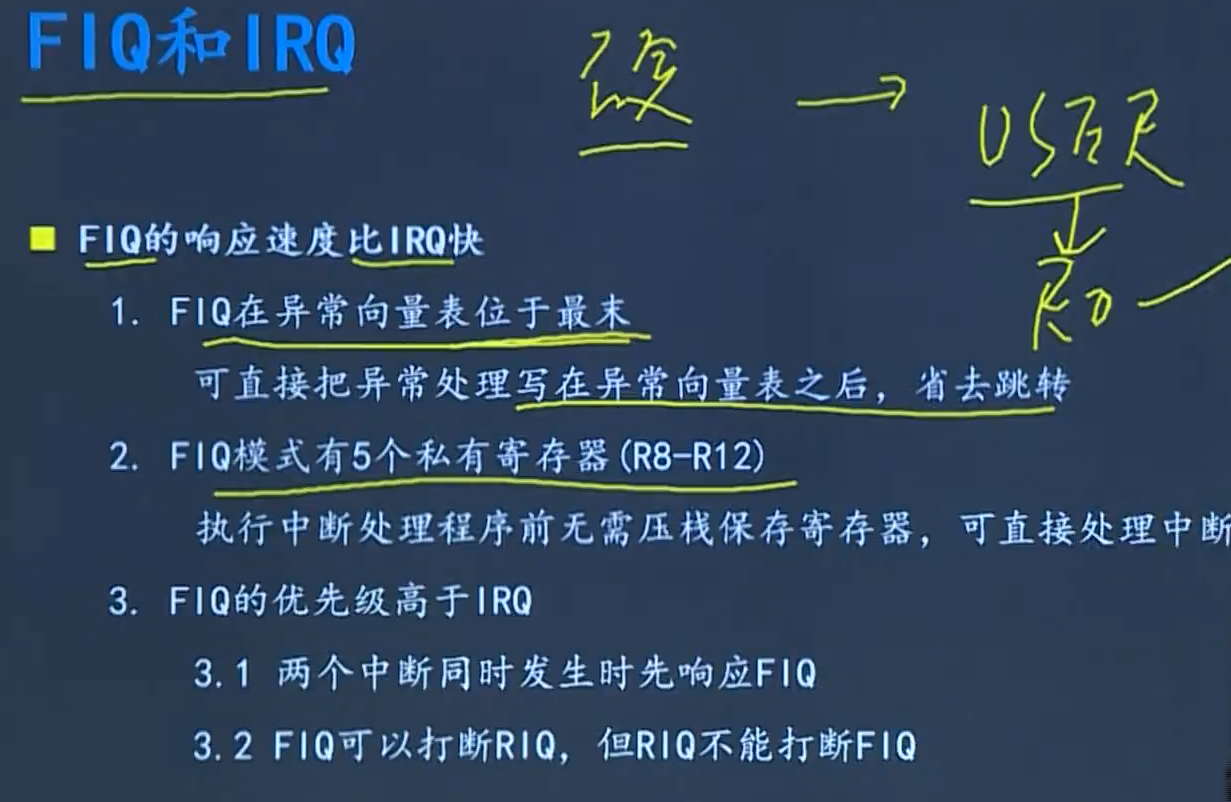 FIQ和IRQ
USER
R0
FIQ的响应速度比IRQ快
1. FIQ在异常向量表位于最末
可直接把异常处理写在异常向量表之后，省去跳转
2. FIQ模式有5个私有寄存器(R8-R12)
执行中断处理程序前无需压栈保存寄存器，可直接处理中断
3. FIQ的优先级高于IRQ
3.1 两个中断同时发生时先响应FIQ
3.2 FIQ可以打断RIQ，但RIQ不能打断FIQ